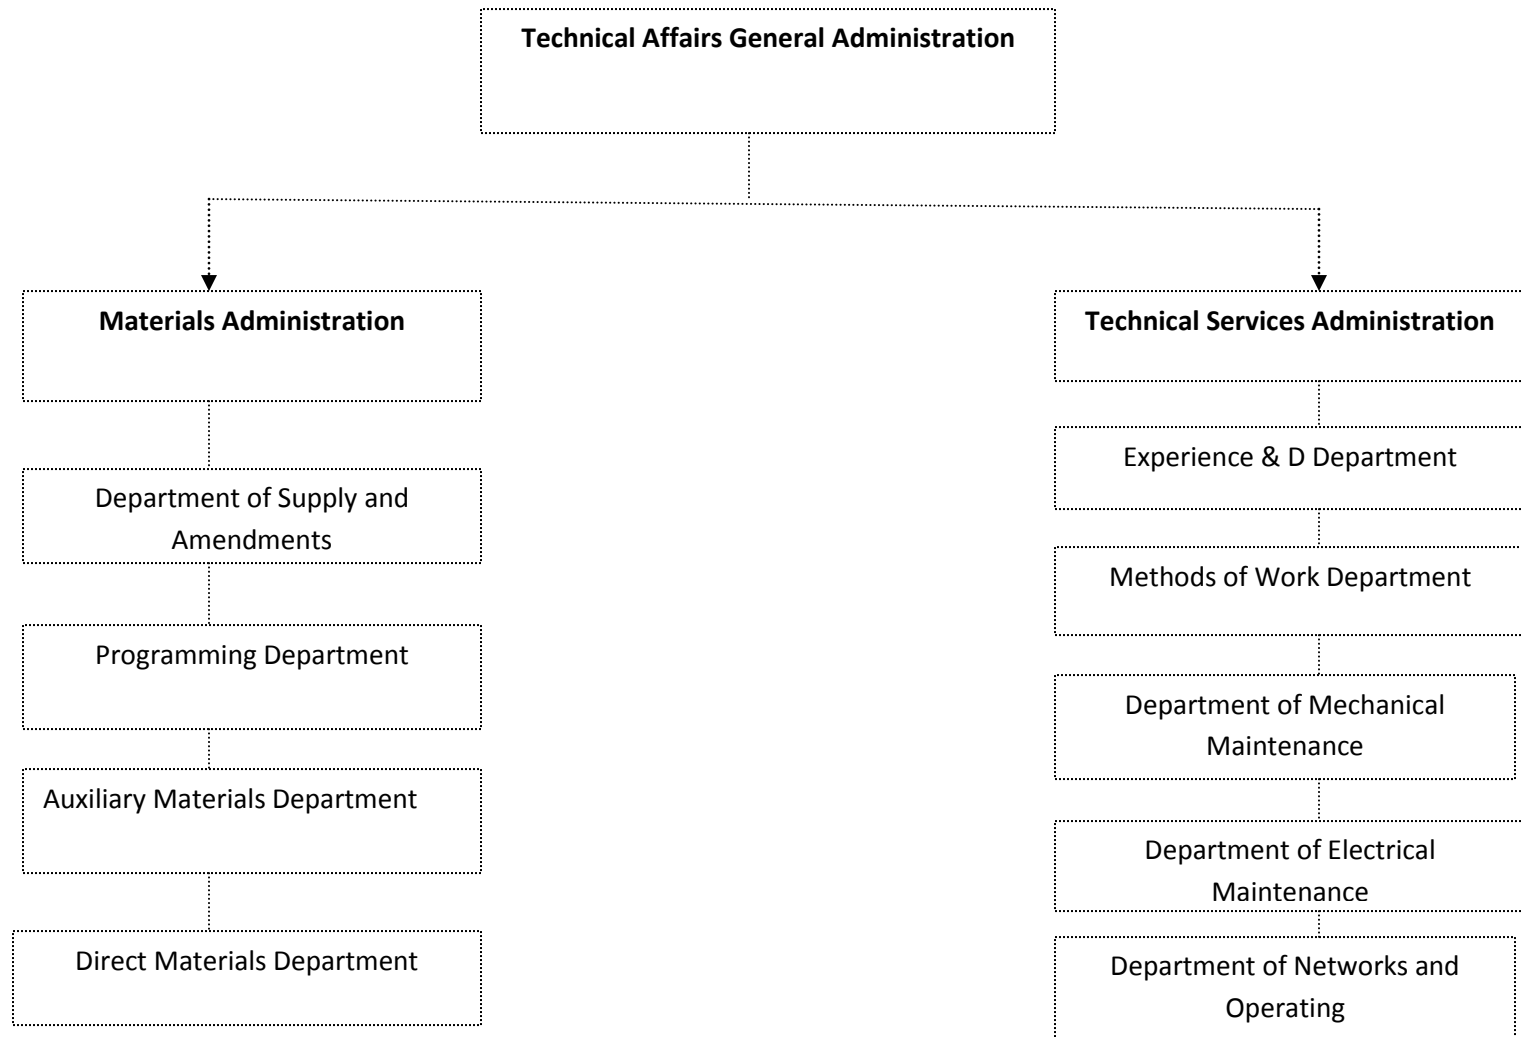 Technical Affairs General Administration
Materials Administration
Department of Supply and
Amendments
Programming Department
Auxiliary Materials Department
Direct Materials Department
Technical Services Administration
Experience & D Department
Methods of Work Department
Department of Mechanical
Maintenance
Department of Electrical
Maintenance
Department of Networks and
Operating